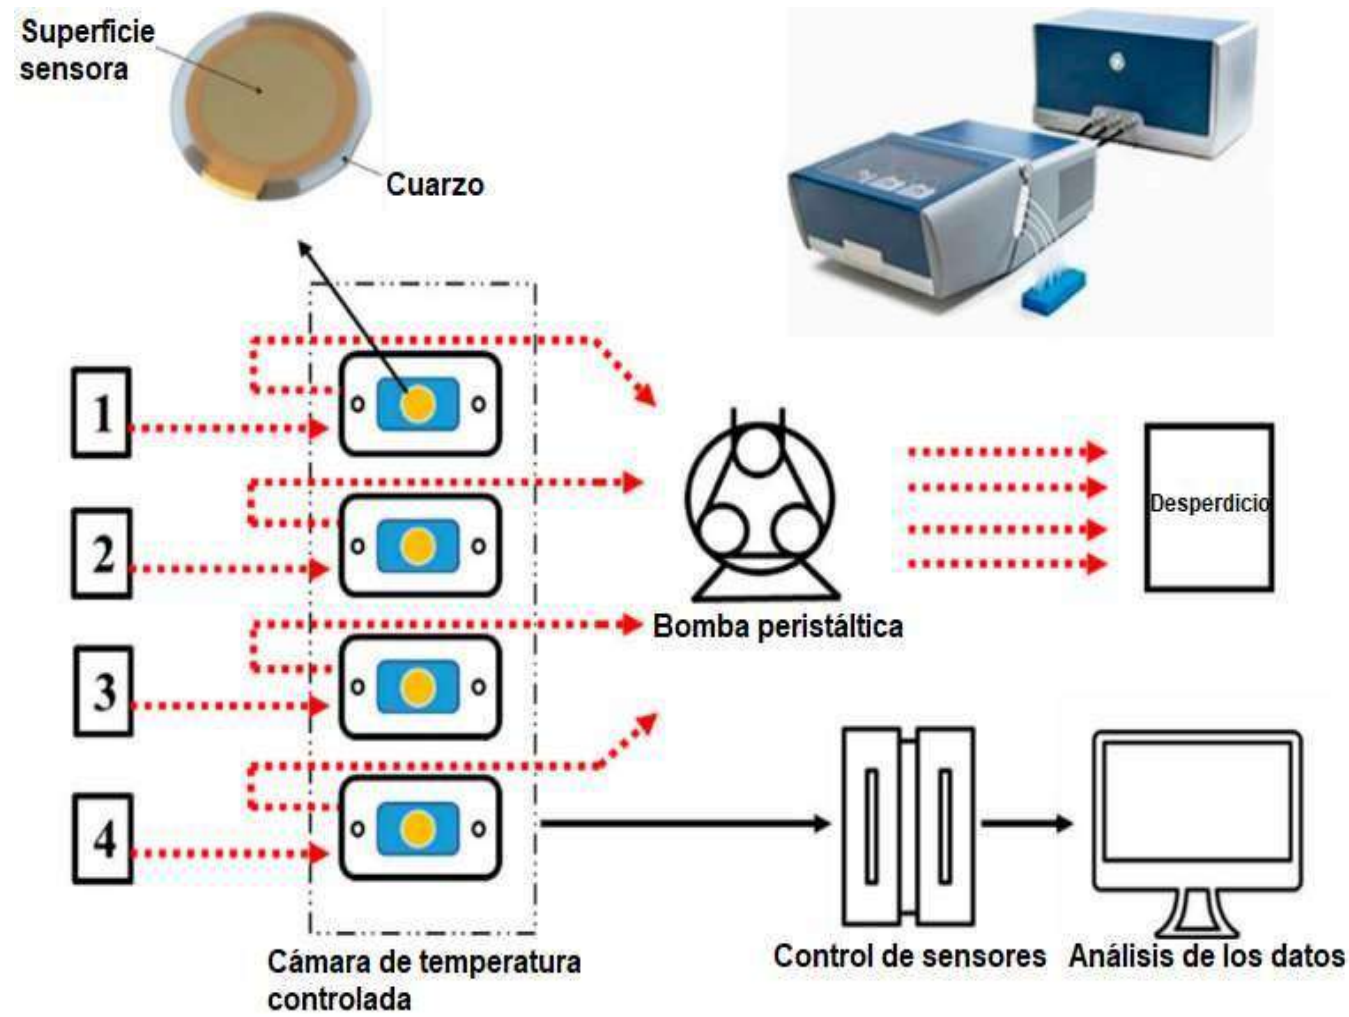 Superficie
sensora
Cuarzo
1
2
3
4
Bomba peristáltica
Desperdicio
Cámara de temperatura
controlada
Control de sensores
Análisis de los datos